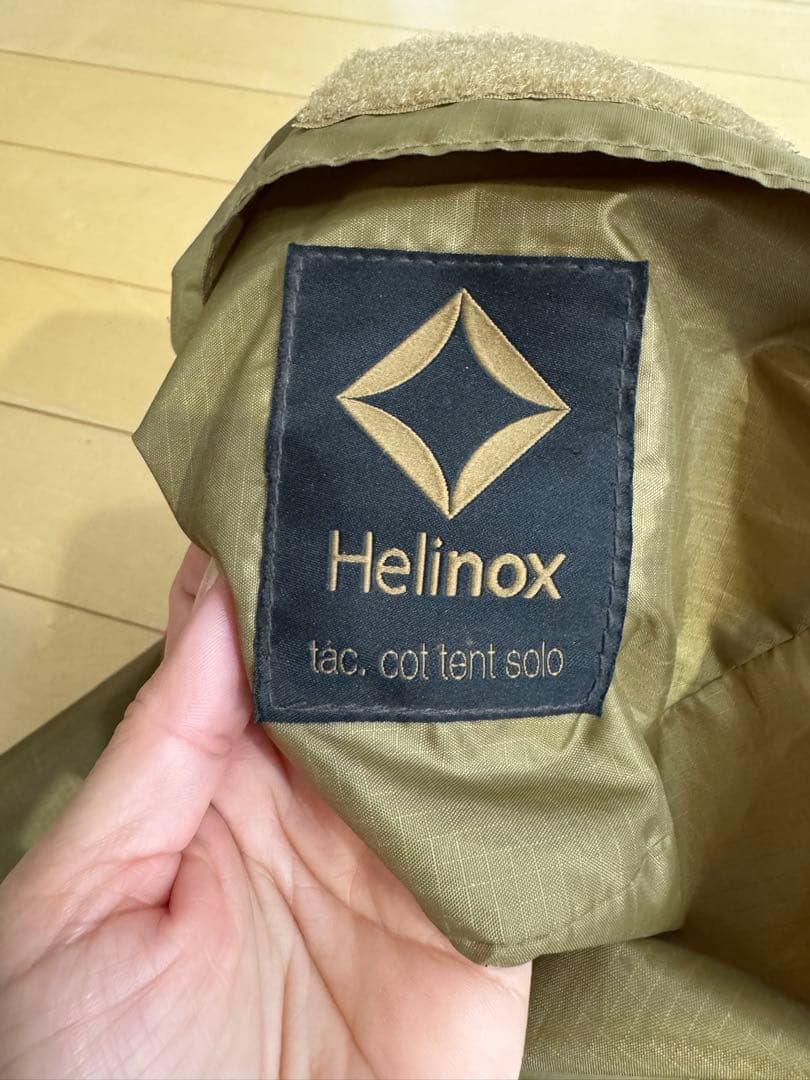 Helinox
tác. cot tent solo